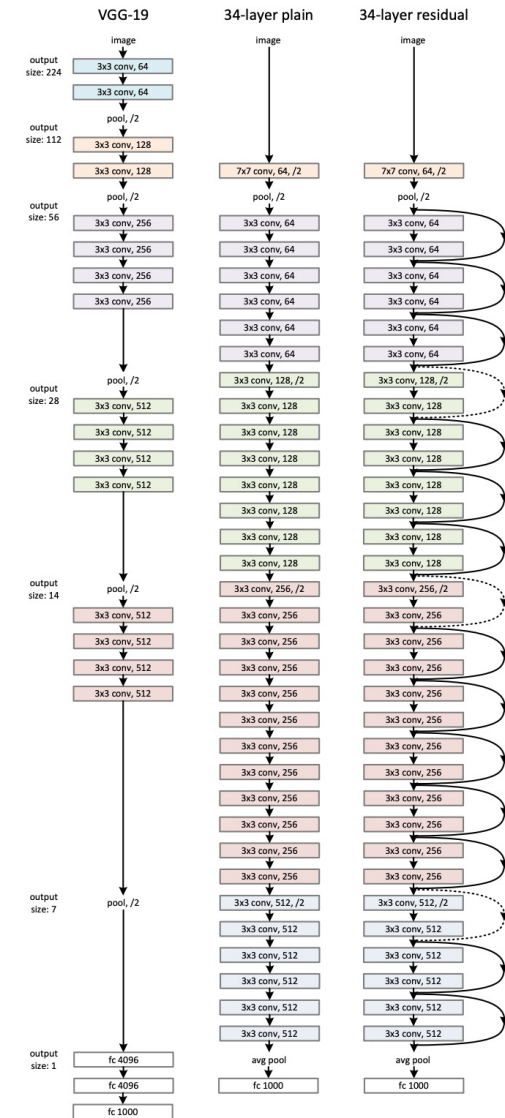 VGG-19
image
output
size: 224
3x3 conv, 64
3x3 conv, 64
pool, /2
output
size: 112
3x3 conv, 128
3x3 conv, 128
pool, /2
output
size: 56
3x3 conv, 256
3x3 conv, 256
3x3 conv, 256
3x3 conv, 256
pool, /2
output
size: 28
3x3 conv, 512
3x3 conv, 512
3x3 conv, 512
3x3 conv, 512
output
size: 14
pool, /2
3x3 conv, 512
3x3 conv, 512
3x3 conv, 512
3x3 conv, 512
output
size: 7
pool, /2
output
size: 1
fc 4096
fc 4096
fc 1000
34-layer plain
image
7x7 conv, 64, /2
pool, /2
3x3 conv, 64
3x3 conv, 64
3x3 conv, 64
3x3 conv, 64
3x3 conv, 64
3x3 conv, 64
3x3 conv, 128, /2
3x3 conv, 128
3x3 conv, 128
3x3 conv, 128
3x3 conv, 128
3x3 conv, 128
3x3 conv, 128
3x3 conv, 128
3x3 conv, 256, /2
3x3 conv, 256
3x3 conv, 256
3x3 conv, 256
3x3 conv, 256
3x3 conv, 256
3x3 conv, 256
3x3 conv, 256
3x3 conv, 256
3x3 conv, 256
3x3 conv, 256
3x3 conv, 256
3x3 conv, 512, /2
3x3 conv, 512
3x3 conv, 512
3x3 conv, 512
3x3 conv, 512
3x3 conv, 512
avg pool
fc 1000
34-layer residual
image
7x7 conv, 64, /2
pool, /2
3x3 conv, 64
3x3 conv, 64
3x3 conv, 64
3x3 conv, 64
3x3 conv, 64
3x3 conv, 64
3x3 conv, 128, /2
3x3 conv, 128
3x3 conv, 128
3x3 conv, 128
3x3 conv, 128
3x3 conv, 128
3x3 conv, 128
3x3 conv, 128
3x3 conv, 256, /2
3x3 conv, 256
3x3 conv, 256
3x3 conv, 256
3x3 conv, 256
3x3 conv, 256
3x3 conv, 256
3x3 conv, 256
3x3 conv, 256
3x3 conv, 256
3x3 conv, 256
3x3 conv, 256
3x3 conv, 512, /2
3x3 conv, 512
3x3 conv, 512
3x3 conv, 512
3x3 conv, 512
3x3 conv, 512
avg pool
fc 1000